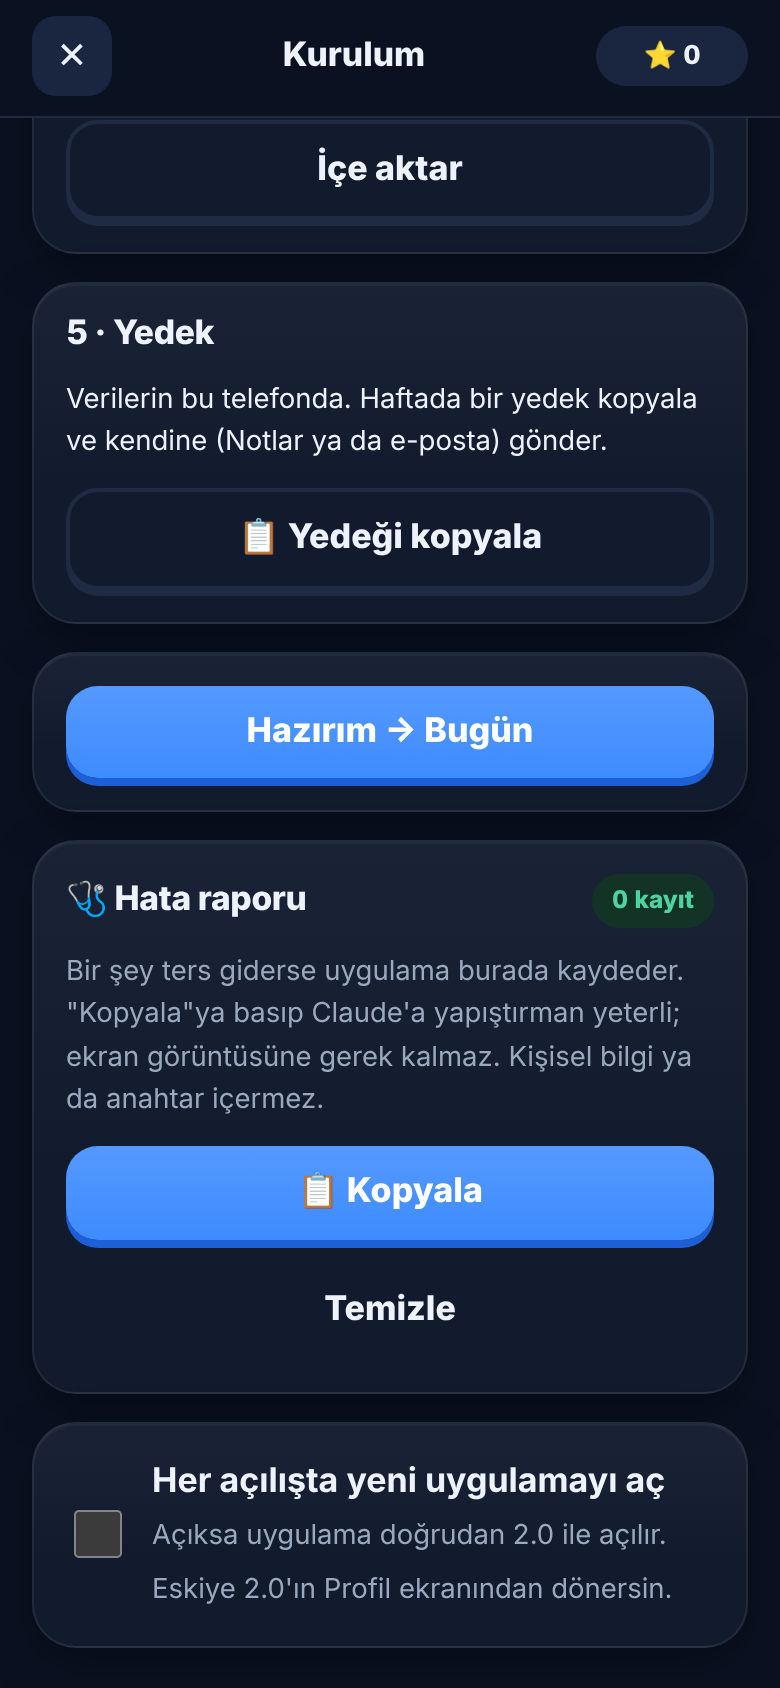 ✕
Kurulum
⭐ 0
İçe aktar
5 · Yedek
Verilerin bu telefonda. Haftada bir yedek kopyala
ve kendine (Notlar ya da e-posta) gönder.
📋 Yedeği kopyala
Hazırım → Bugün
🩺 Hata raporu
0 kayıt
Bir şey ters giderse uygulama burada kaydeder.
"Kopyala"ya basıp Claude'a yapıştırman yeterli;
ekran görüntüsüne gerek kalmaz. Kişisel bilgi ya
da anahtar içermez.
📋 Kopyala
Temizle
Her açılışta yeni uygulamayı aç
Açıksa uygulama doğrudan 2.0 ile açılır.
Eskiye 2.0'ın Profil ekranından dönersin.